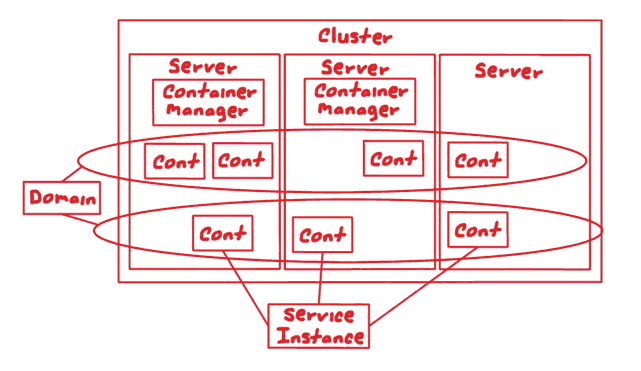 Cluster
Server
Server
Server
Container
Manager
Container
Manager
Cont
Cont
Cont
Cont
Domain
Cont
Cont
Cont
Service
Instance